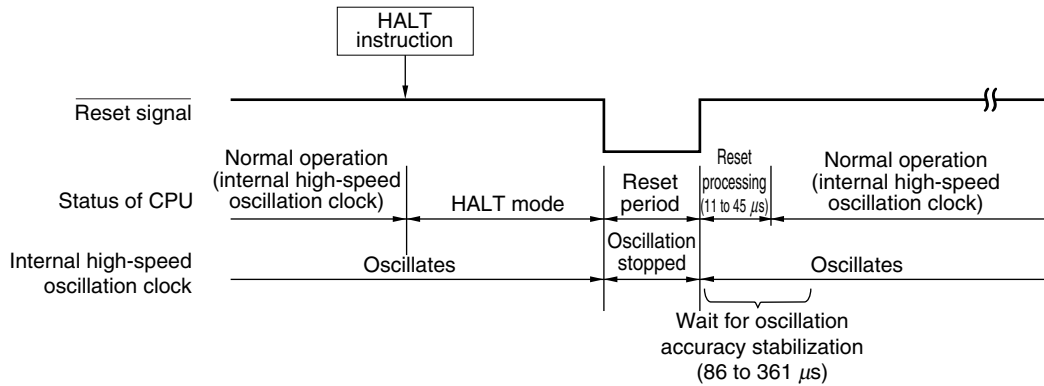 HALT
instruction
Reset signal
Normal operation
(internal high-speed
oscillation clock)
Status of CPU
HALT mode
Reset
period
Reset
processing
(11 to 45 μs)
Normal operation
(internal high-speed
oscillation clock)
Internal high-speed
oscillation clock
Oscillates
Oscillation
stopped
Oscillates
Wait for oscillation
accuracy stabilization
(86 to 361 μs)